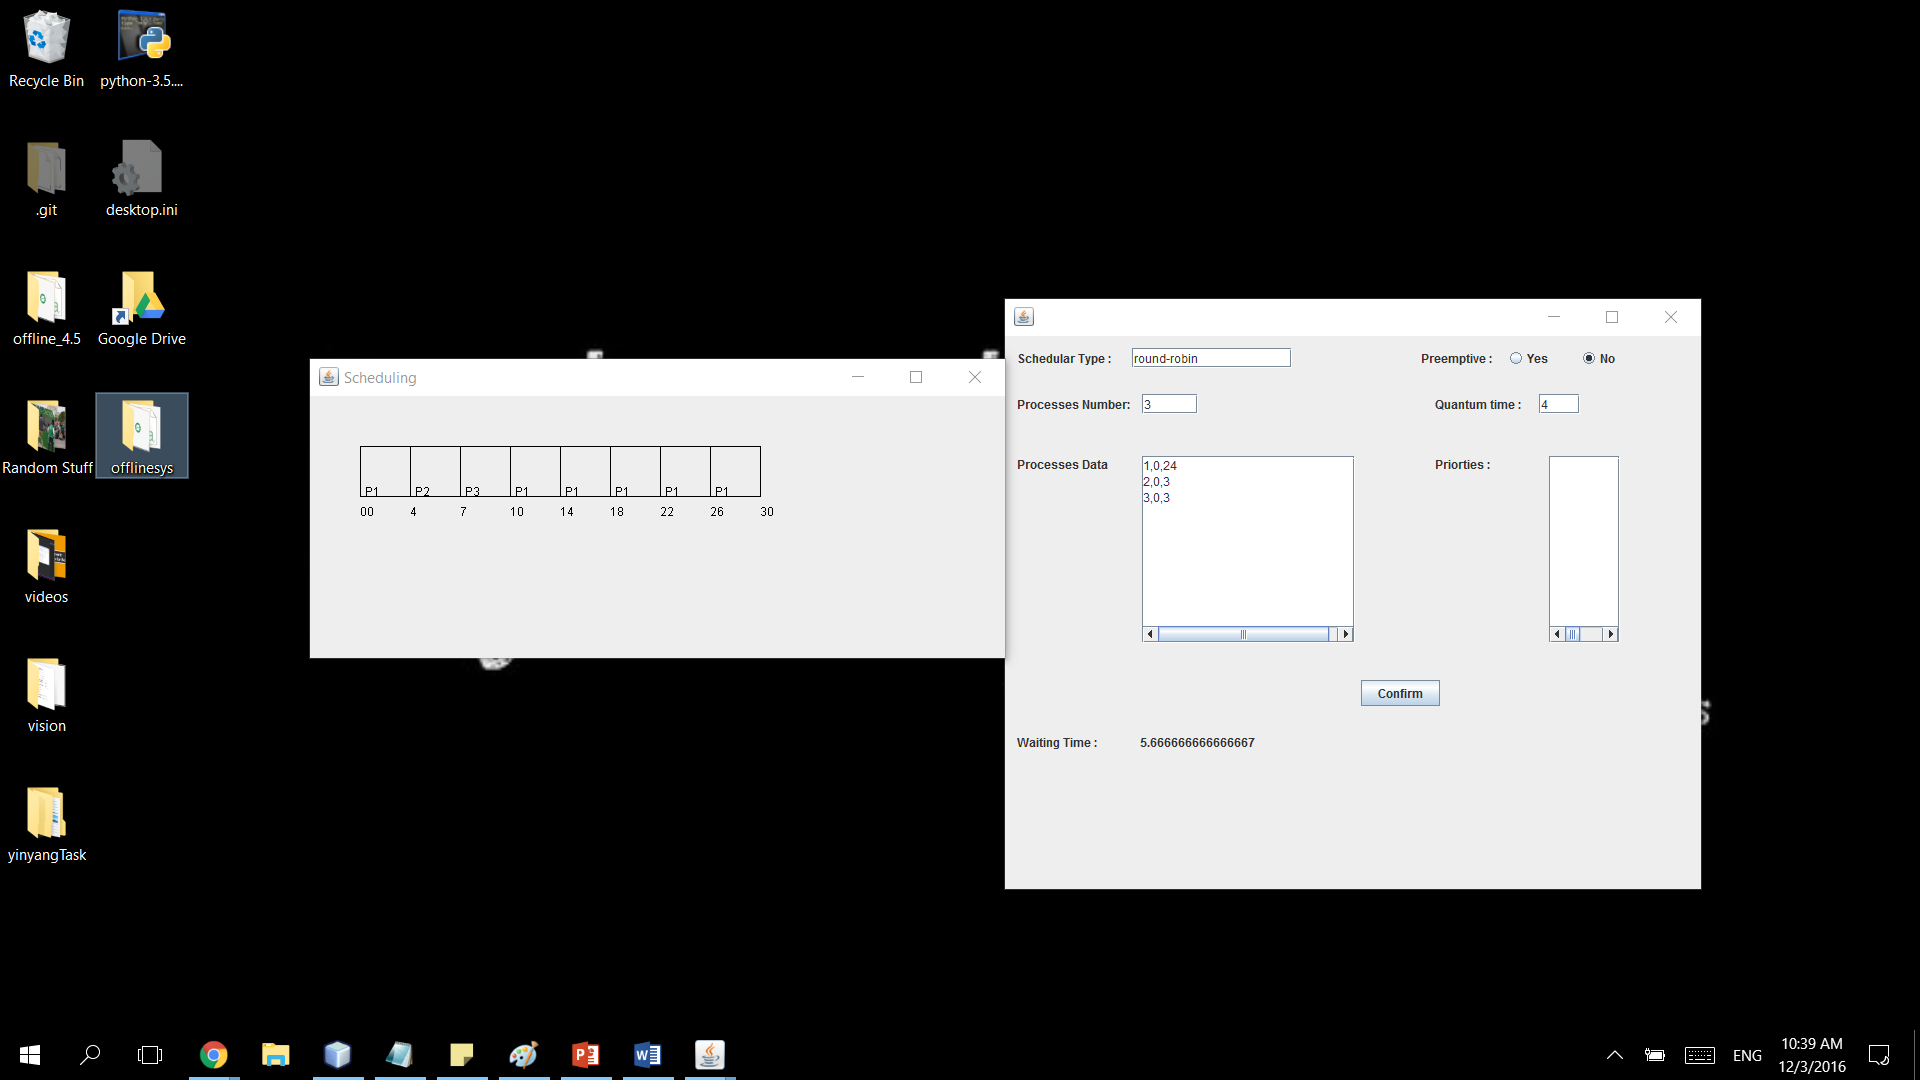 Recycle Bin
python-3.5....
.git
desktop.ini
offline_4.5
Google Drive
Random Stuff
offlinesys
videos
vision
yinyangTask
Scheduling
P1 P2 P3 P1 P1 P1 P1 P1
00 4 7 10 14 18 22 26 30
Schedular Type : round-robin Preemptive : Yes No
Processes Number: 3 Quantum time : 4
Processes Data Priorties :
1,0,24
2,0,3
3,0,3
Confirm
Waiting Time : 5.666666666666667
ENG
10:39 AM
12/3/2016